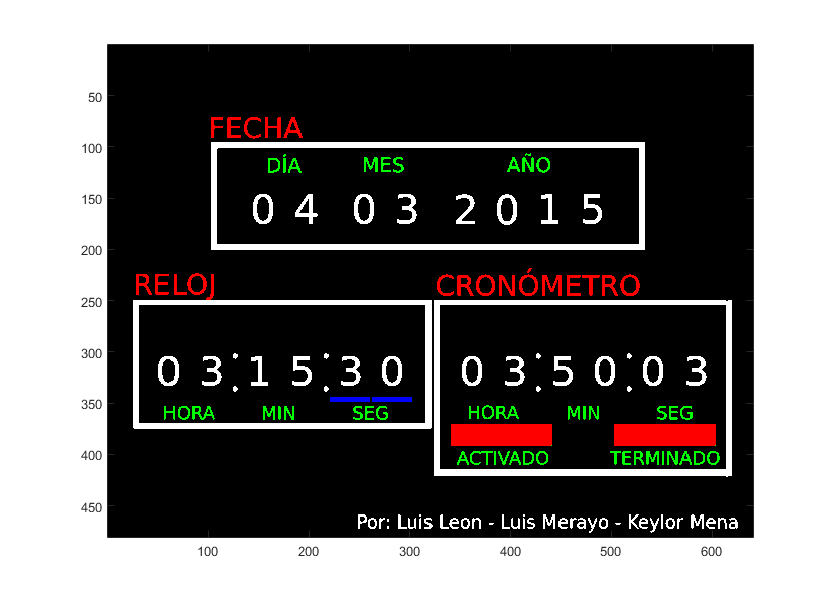 50
100
150
200
250
300
350
400
450
100 200 300 400 500 600
FECHA
DÍA MES AÑO
0 4 0 3 2 0 1 5
RELOJ
0 3 : 1 5 : 3 0
HORA MIN SEG
CRONÓMETRO
0 3 : 5 0 : 0 3
HORA MIN SEG
ACTIVADO TERMINADO
Por: Luis Leon - Luis Merayo - Keylor Mena